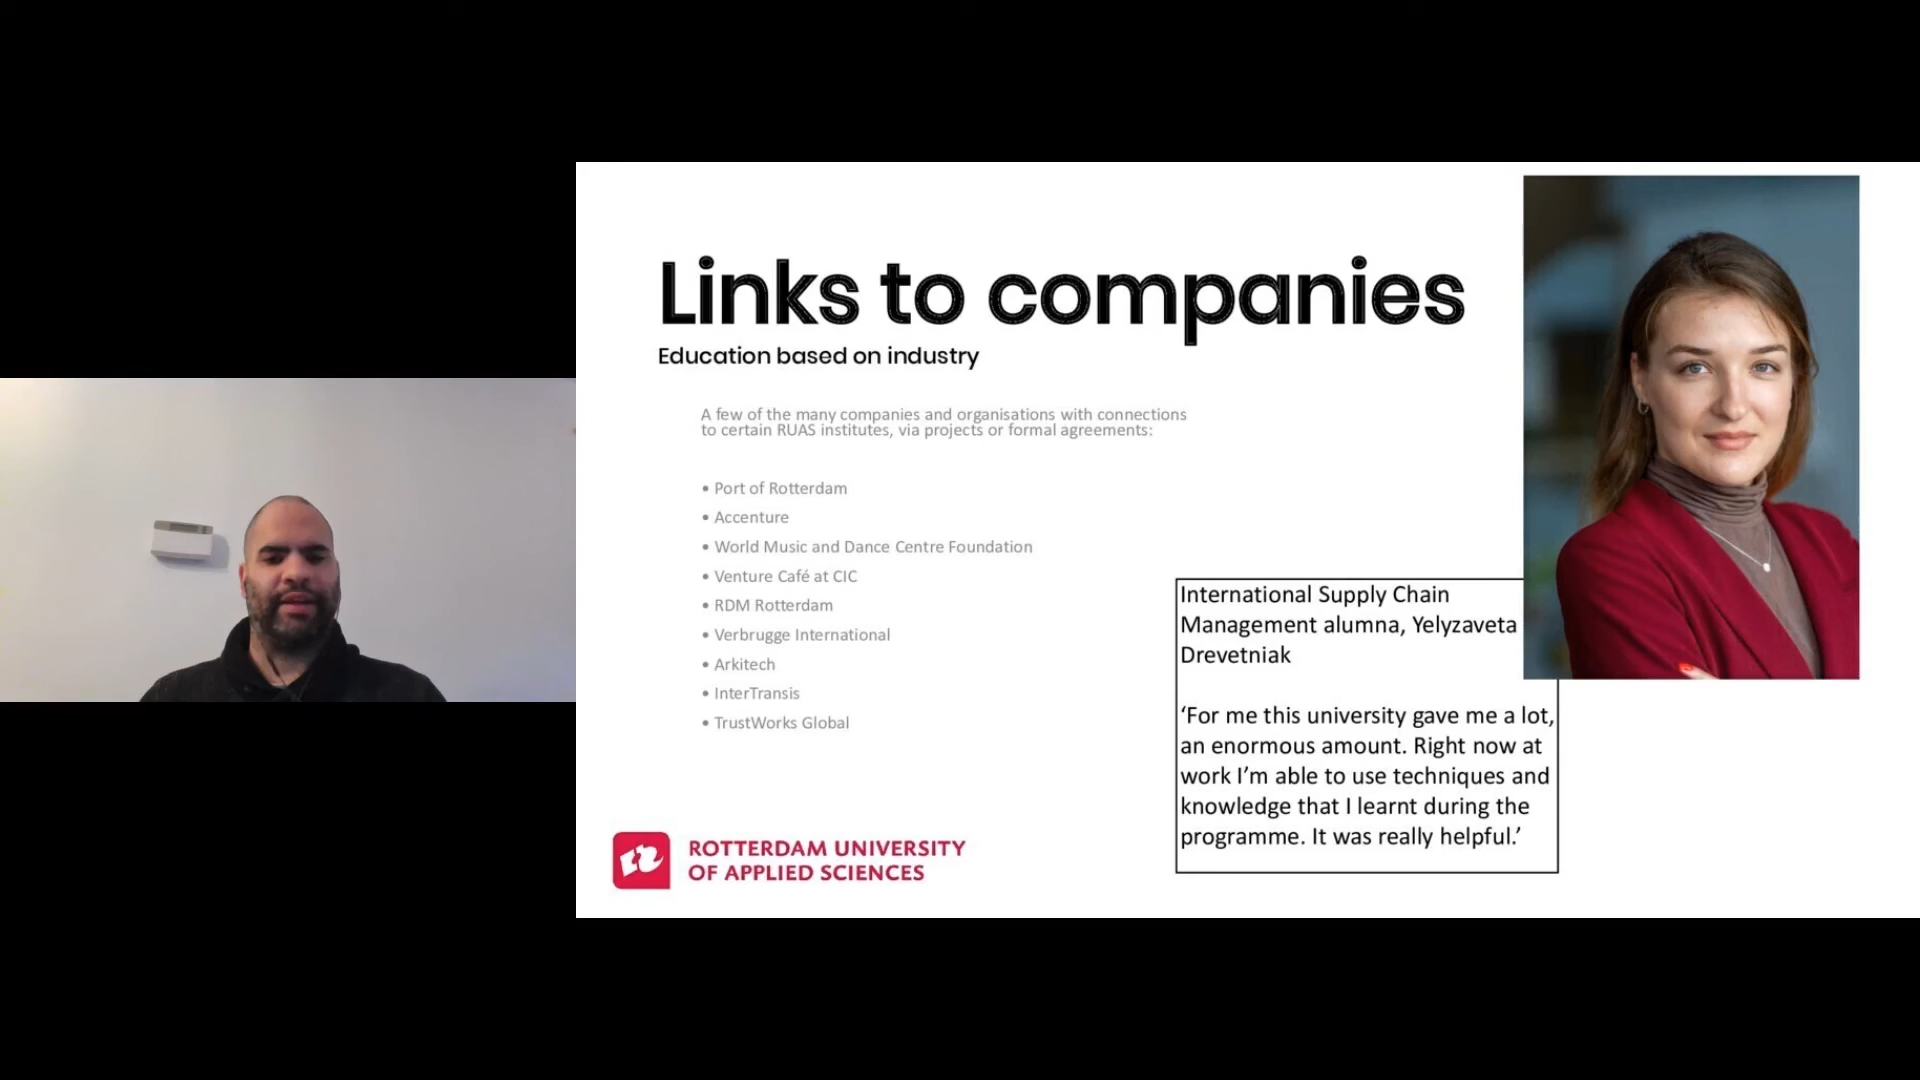 Links to companies
Education based on industry
A few of the many companies and organisations with connections
to certain RUAS institutes, via projects or formal agreements:
• Port of Rotterdam
• Accenture
• World Music and Dance Centre Foundation
• Venture Café at CIC
• RDM Rotterdam
• Verbrugge International
• Arkitech
• InterTransis
• TrustWorks Global
International Supply Chain
Management alumna, Yelyzaveta
Drevetniak
‘For me this university gave me a lot,
an enormous amount. Right now at
work I’m able to use techniques and
knowledge that I learnt during the
programme. It was really helpful.’
ROTTERDAM UNIVERSITY
OF APPLIED SCIENCES